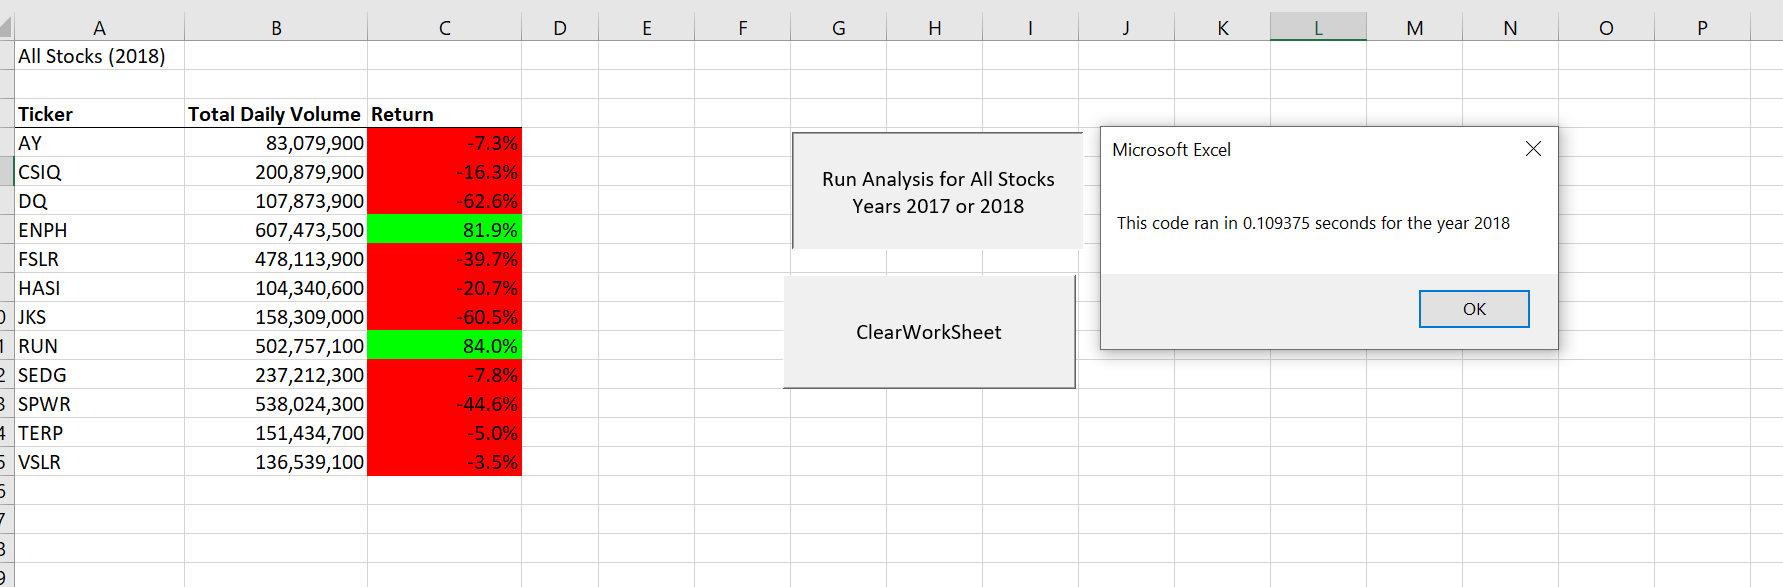 A B C D E F G H I J K L M N O P
All Stocks (2018)
Ticker Total Daily Volume Return
AY 83,079,900 -7.3%
CSIQ 200,879,900 -16.3%
DQ 107,873,900 -62.6%
ENPH 607,473,500 81.9%
FSLR 478,113,900 -39.7%
HASI 104,340,600 -20.7%
JKS 158,309,000 -60.5%
RUN 502,757,100 84.0%
SEDG 237,212,300 -7.8%
SPWR 538,024,300 -44.6%
TERP 151,434,700 -5.0%
VSLR 136,539,100 -3.5%
Run Analysis for All Stocks
Years 2017 or 2018
ClearWorkSheet
Microsoft Excel
This code ran in 0.109375 seconds for the year 2018
OK